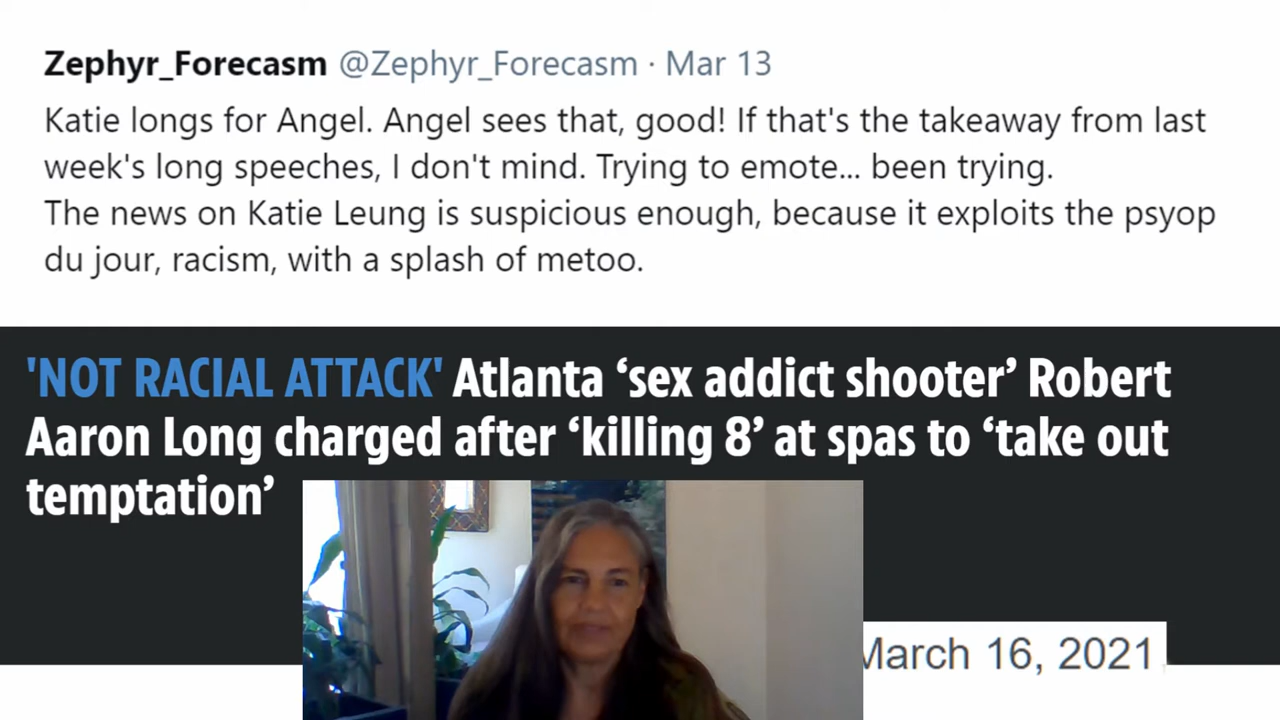 Zephyr_Forecasm @Zephyr_Forecasm · Mar 13
Katie longs for Angel. Angel sees that, good! If that's the takeaway from last
week's long speeches, I don't mind. Trying to emote... been trying.
The news on Katie Leung is suspicious enough, because it exploits the psyop
du jour, racism, with a splash of metoo.
'NOT RACIAL ATTACK' Atlanta ‘sex addict shooter’ Robert
Aaron Long charged after ‘killing 8’ at spas to ‘take out
temptation’
March 16, 2021